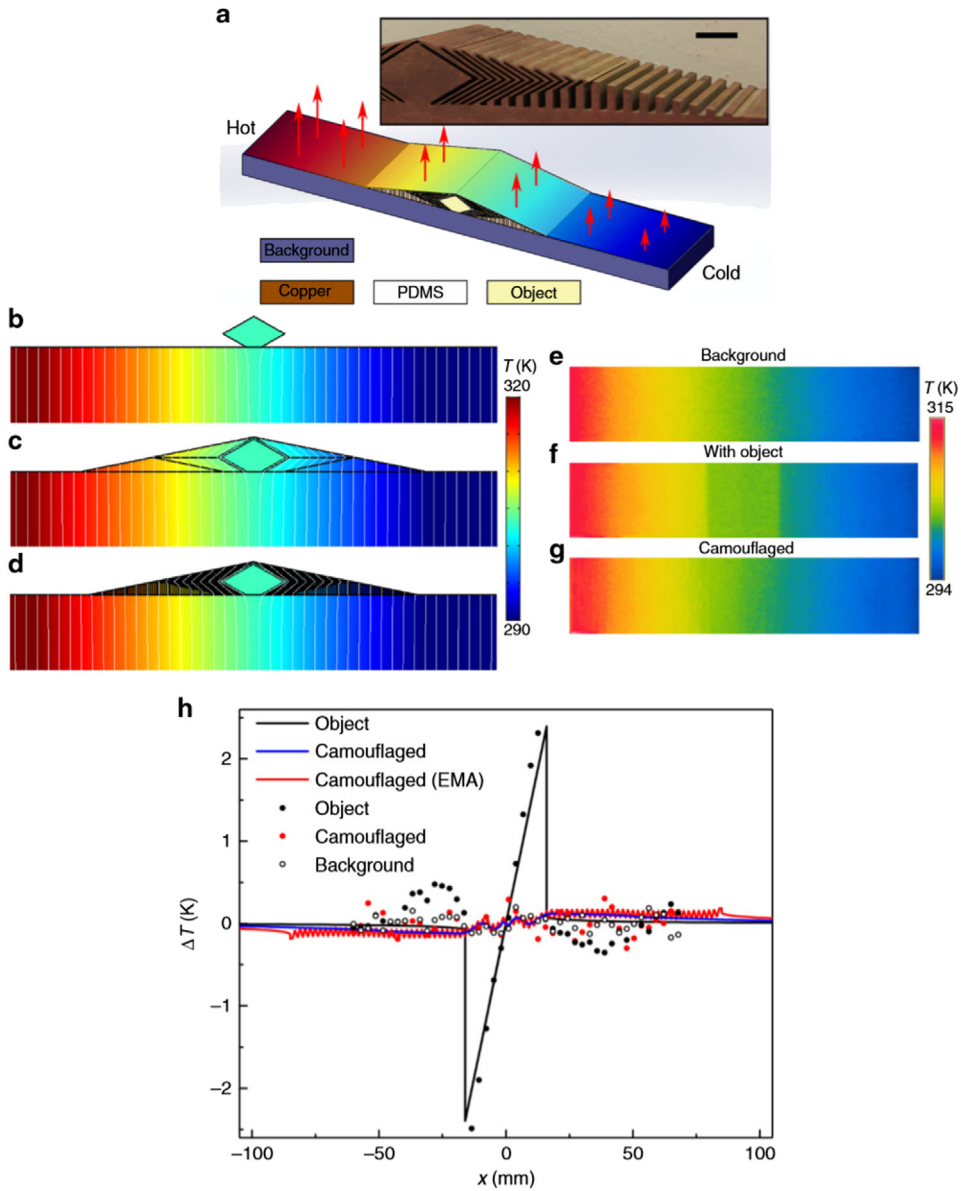 a
Hot
Cold
Background
Copper
PDMS
Object
b
T (K)
320
c
d
290
e
Background
T (K)
315
f
With object
g
Camouflaged
294
h
Object
Camouflaged
Camouflaged (EMA)
Object
Camouflaged
Background
ΔT (K)
2
1
0
−1
−2
−100
−50
0
50
100
x (mm)